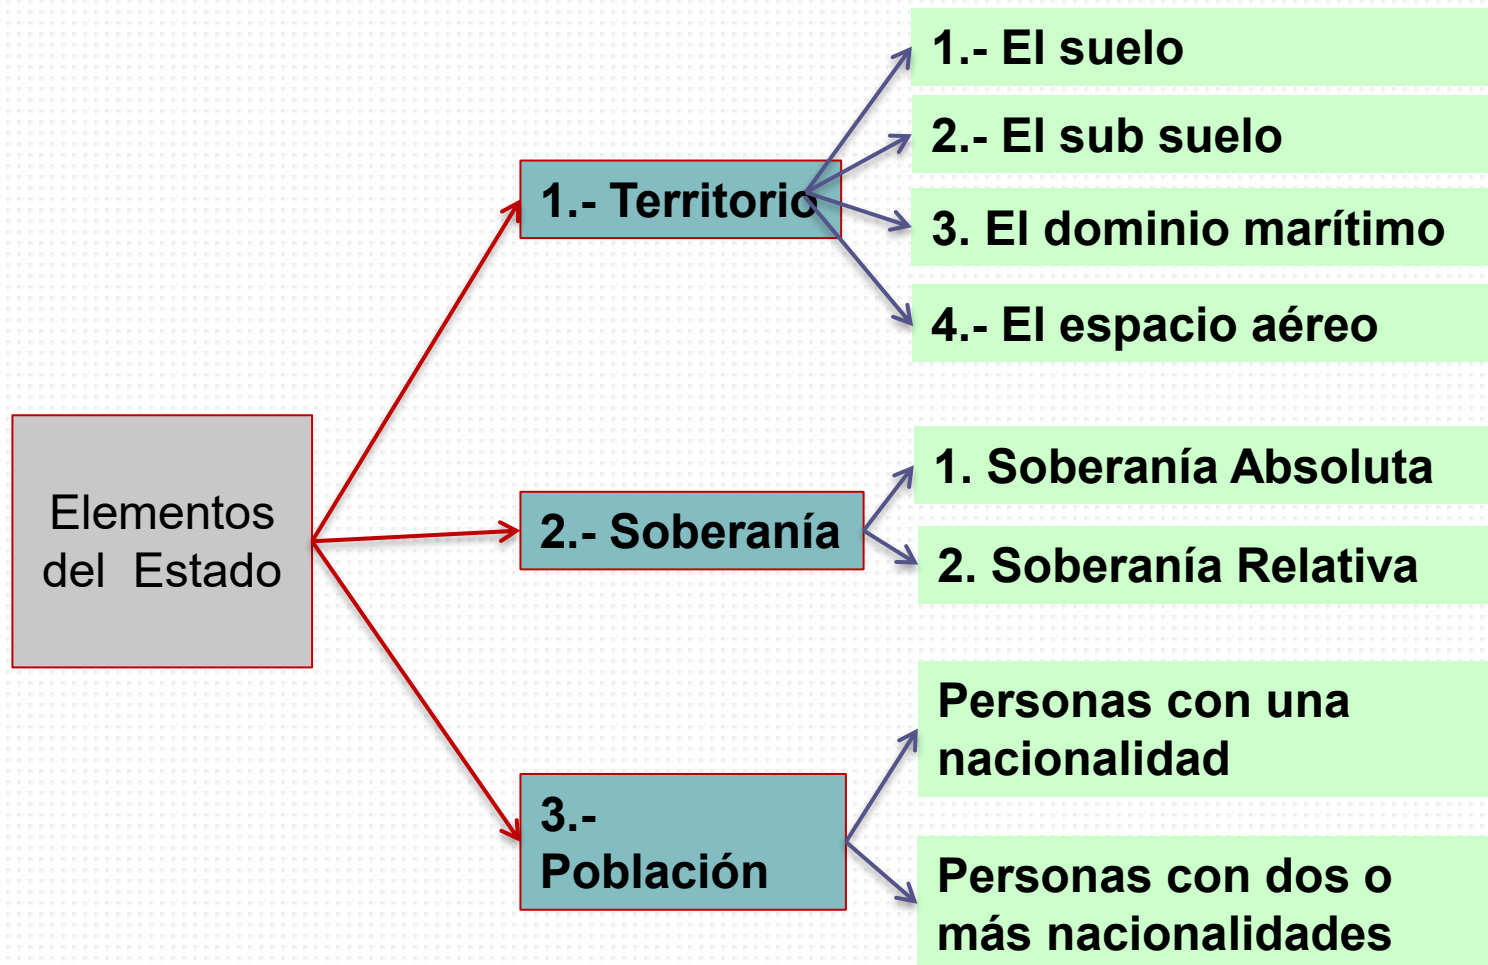 Elementos
del Estado
1.- Territorio
1.- El suelo
2.- El sub suelo
3. El dominio marítimo
4.- El espacio aéreo
2.- Soberanía
1. Soberanía Absoluta
2. Soberanía Relativa
3.-
Población
Personas con una
nacionalidad
Personas con dos o
más nacionalidades